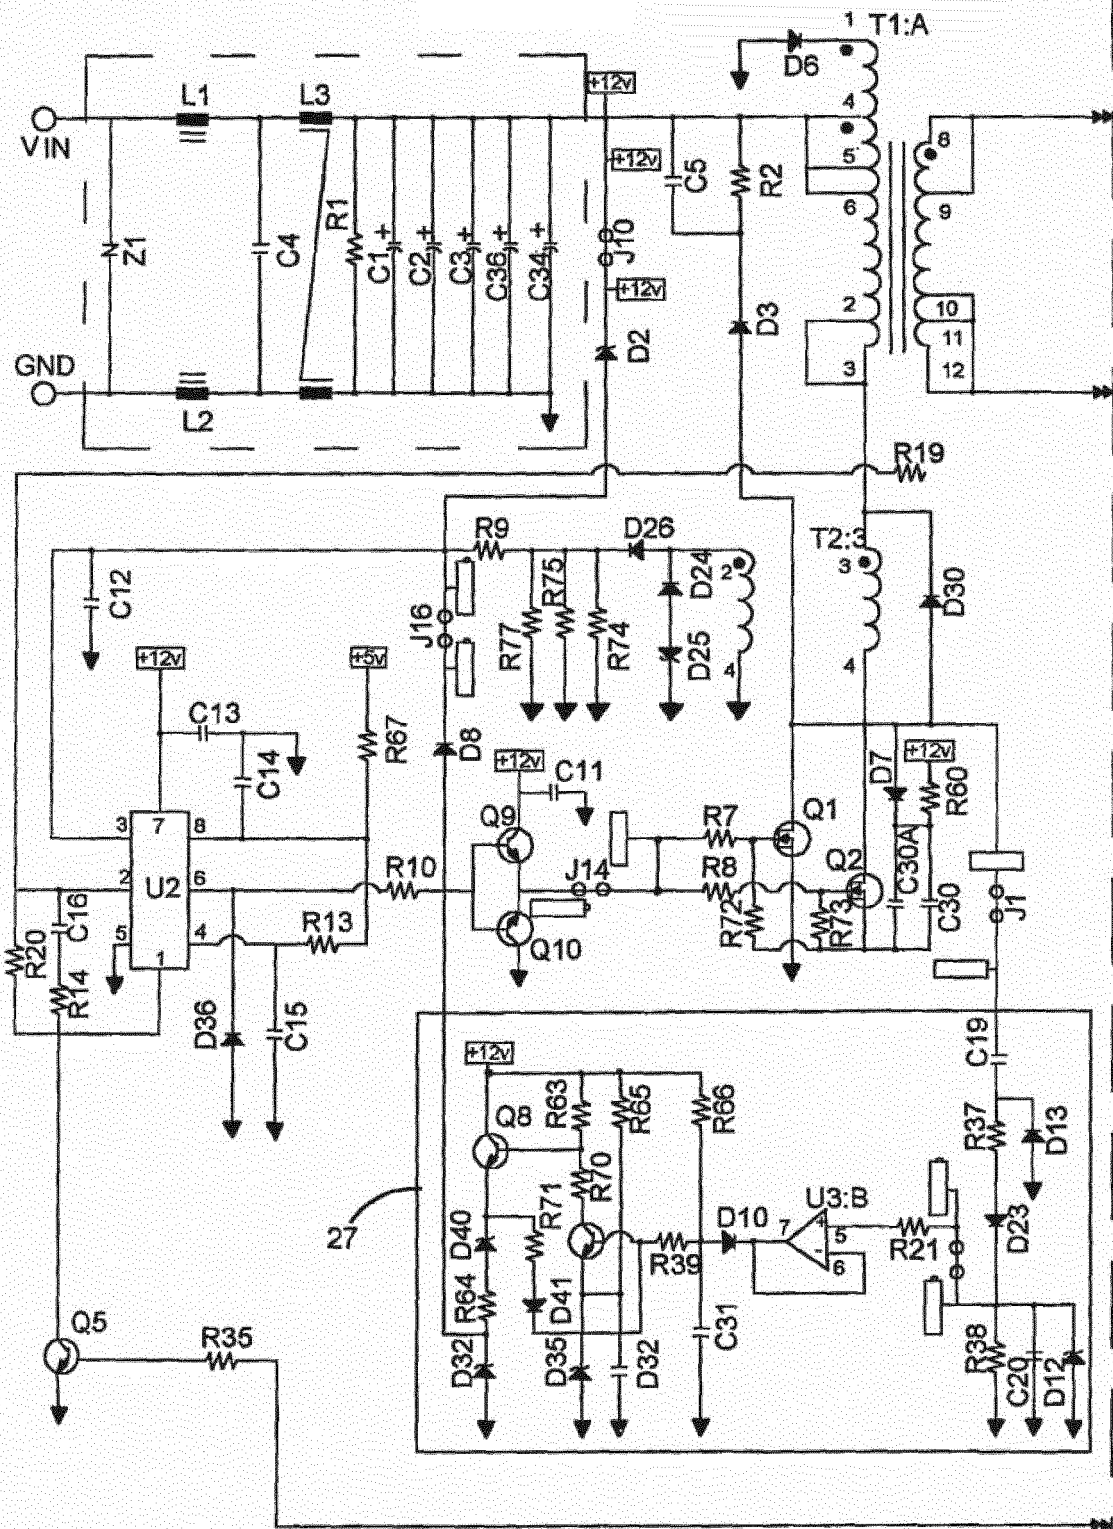 1 T1:A
D6
+12v
L1 L3
4
VIN
+12v
5
8
C5 R2
R1
6 9
Z1 C4 C1 + C2 + C3 + C36 + C34 + J10
+12v
2 10
D3
D2
11
GND
3 12
L2
R19
R9 D26
T2:3
2 3
C12 R75 D24 D30
J16
R77 R74 D25
+12v +5v
4 4
C13
R67 D8
C14
+12v
C11
D7 +12v
R60
Q9
R7 Q1
3 7 8
Q2
C30A
2 U2 6
R10 J14 R8
C16
R72 R73 C30 J1
5 4 R13
Q10
R20
1
R14
D36 C15
C19
+12v
R63 R65 R66
Q8
R37 D13
R70
R71
U3:B
27
D40 D10 7 + 5
R21 D23
- 6
R39
R64 D41
C31
Q5
R35
D32 D35 D32
R38 C20 D12